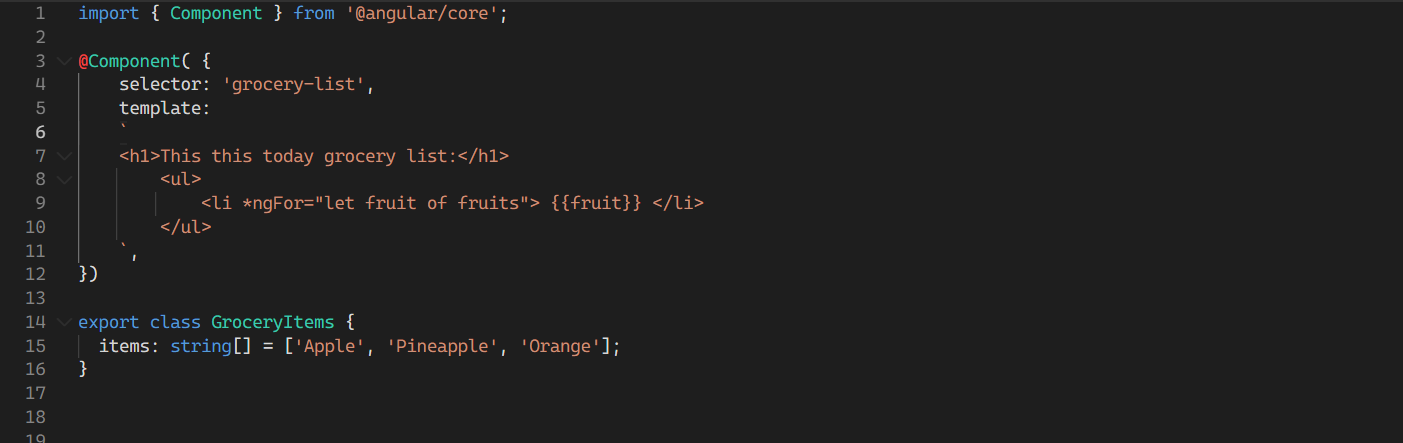 1 import { Component } from '@angular/core';
2
3 @Component( {
4     selector: 'grocery-list',
5     template:
6     `
7     <h1>This this today grocery list:</h1>
8         <ul>
9             <li *ngFor="let fruit of fruits"> {{fruit}} </li>
10         </ul>
11     `,
12 })
13
14 export class GroceryItems {
15   items: string[] = ['Apple', 'Pineapple', 'Orange'];
16 }
17
18
19